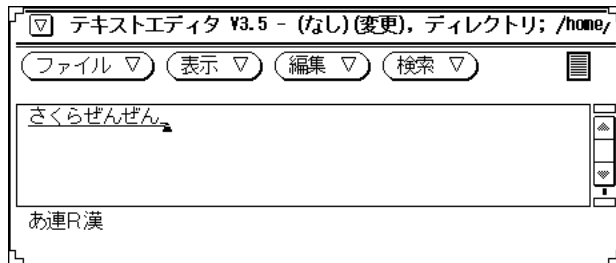 テキストエディタ V3.5 - (なし)(変更), ディレクトリ; /home/
ファイル ▽ 表示 ▽ 編集 ▽ 検索 ▽
さくらぜんぜん
あ連R漢